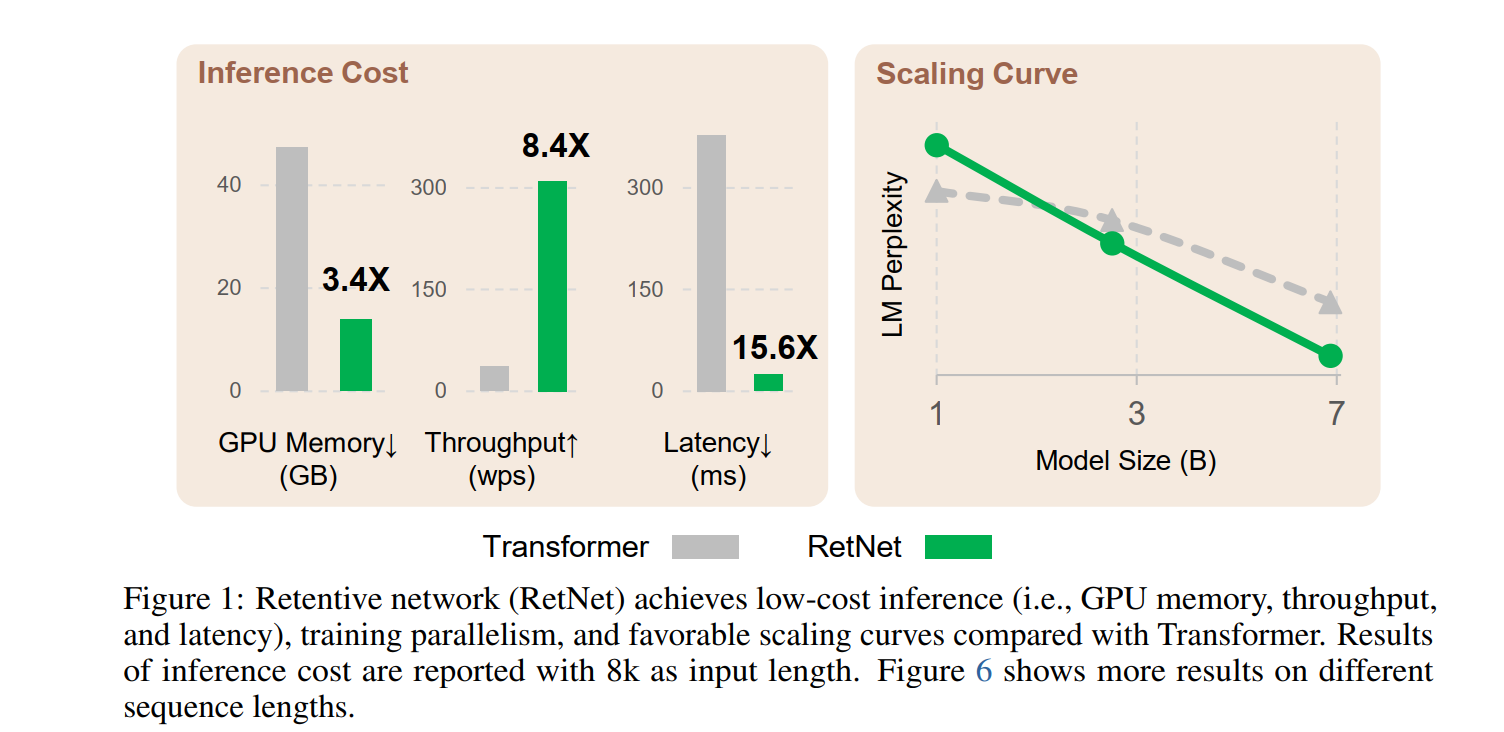 Inference Cost
40
20
0
3.4X
GPU Memory↓
(GB)
300
150
0
8.4X
Throughput↑
(wps)
300
150
0
15.6X
Latency↓
(ms)
Scaling Curve
LM Perplexity
1
3
7
Model Size (B)
Transformer
RetNet
Figure 1: Retentive network (RetNet) achieves low-cost inference (i.e., GPU memory, throughput,
and latency), training parallelism, and favorable scaling curves compared with Transformer. Results
of inference cost are reported with 8k as input length. Figure 6 shows more results on different
sequence lengths.